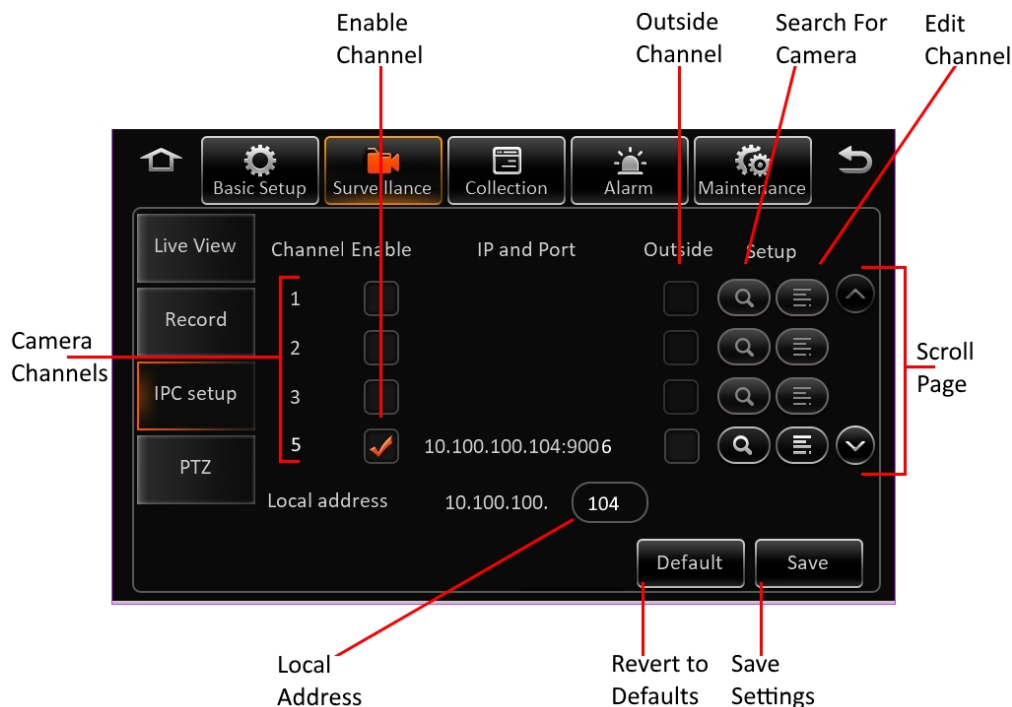 Enable
Channel
Outside
Channel
Search For
Camera
Edit
Channel
Basic Setup
Surveillance
Collection
Alarm
Maintenance
Live View
Record
IPC setup
PTZ
Channel Enable IP and Port Outside Setup
1
2
3
5 10.100.100.104:9006
Local address 10.100.100. 104
Default Save
Camera
Channels
Scroll
Page
Local
Address
Revert to
Defaults
Save
Settings